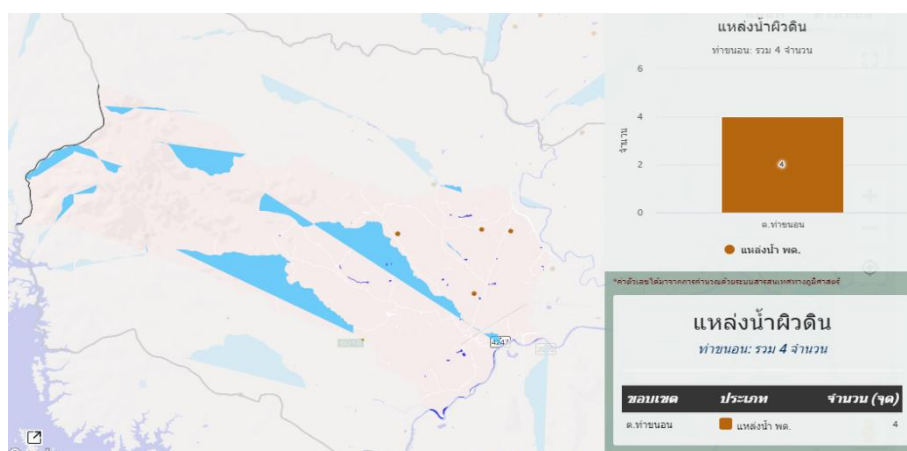 แหล่งน้ำผิวดิน
ท่าขนอน: รวม 4 จำนวน
6
4
2
0
จำนวน
4
ต.ท่าขนอน
แหล่งน้ำ พด.
*ค่าตัวเลขได้มาจากการคำนวณด้วยระบบสารสนเทศทางภูมิศาสตร์
แหล่งน้ำผิวดิน
ท่าขนอน: รวม 4 จำนวน
ขอบเขต ประเภท จำนวน (จุด)
ต.ท่าขนอน แหล่งน้ำ พด. 4